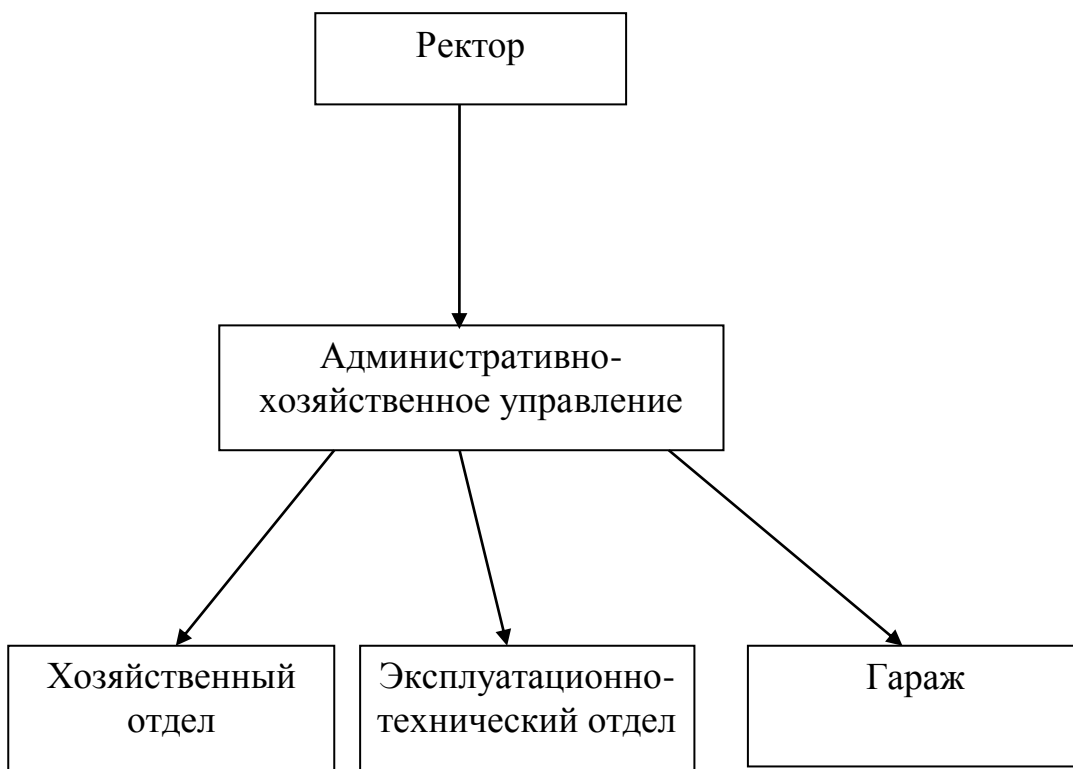 Ректор
Административно-
хозяйственное управление
Хозяйственный
отдел
Эксплуатационно-
технический отдел
Гараж